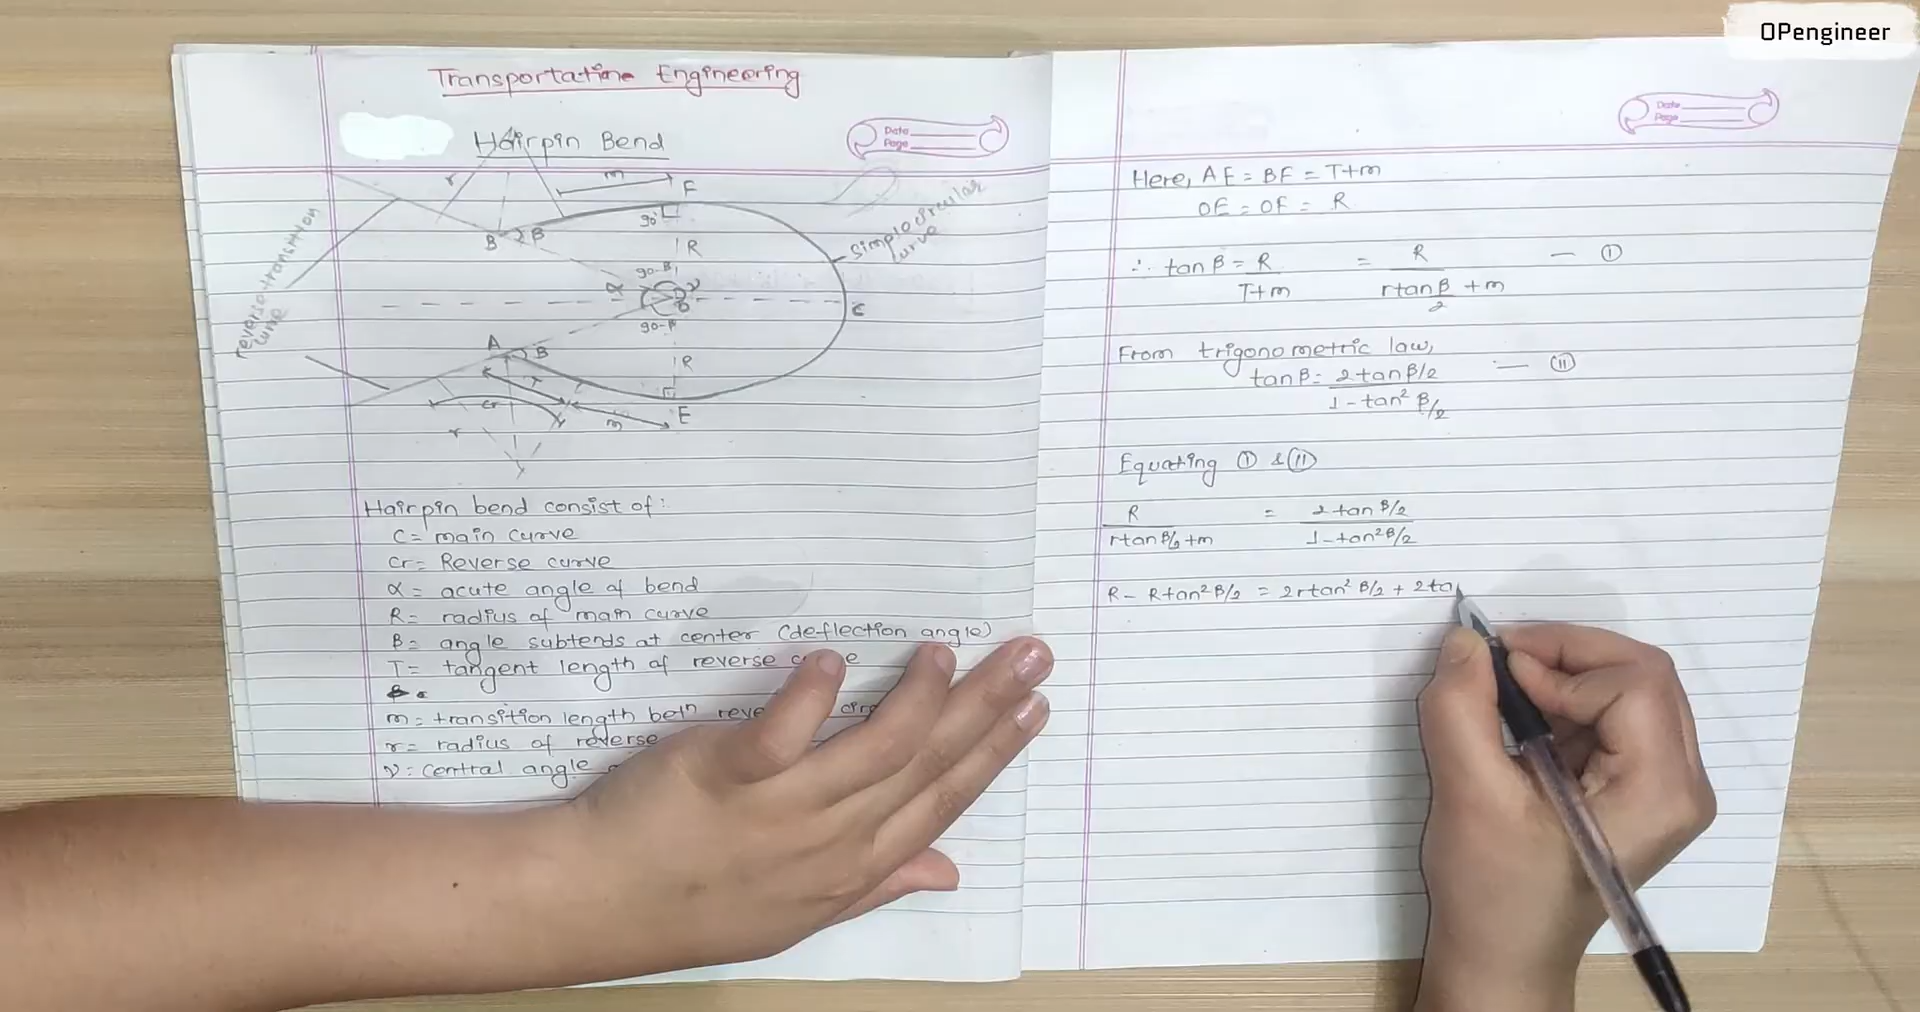 OPengineer
Transportation Engineering
Date
Page
Hairpin Bend
m
r
F
90°
B
β
R
Simple circular
curve
reverse transition
curve
90-β
α
C
90-β
A
β
R
T
Cr
m
E
r
Hairpin bend consist of:
C = main curve
Cr = Reverse curve
α = acute angle of bend
R = radius of main curve
β = angle subtends at center (deflection angle)
T = tangent length of reverse
m = transition length betn
r = radius of reverse
γ = central angle
Date
Page
Here, AE = BF = T+m
OE = OF = R
∴ tan β = R / T+m = R / (r tan β/2 + m) — (I)
From trigonometric law,
tan β = 2 tan β/2 / (1 - tan² β/2) — (II)
Equating (I) & (II)
R / (r tan β/2 + m) = 2 tan β/2 / (1 - tan² β/2)
R - R tan² β/2 = 2 r tan² β/2 + 2 ta